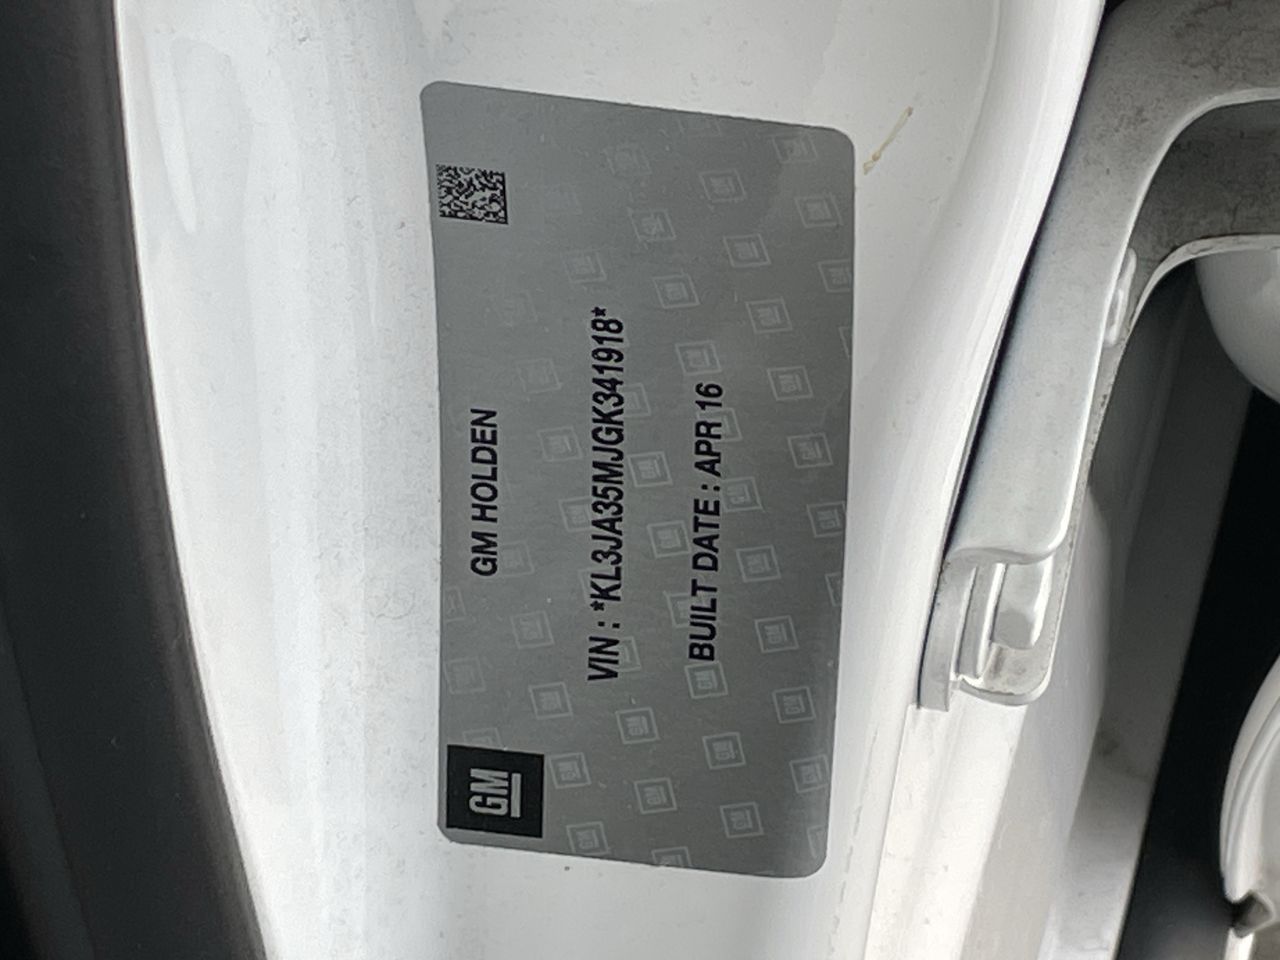 GM
GM HOLDEN
VIN : *KL3JA35MJGK341918*
BUILT DATE : APR 16